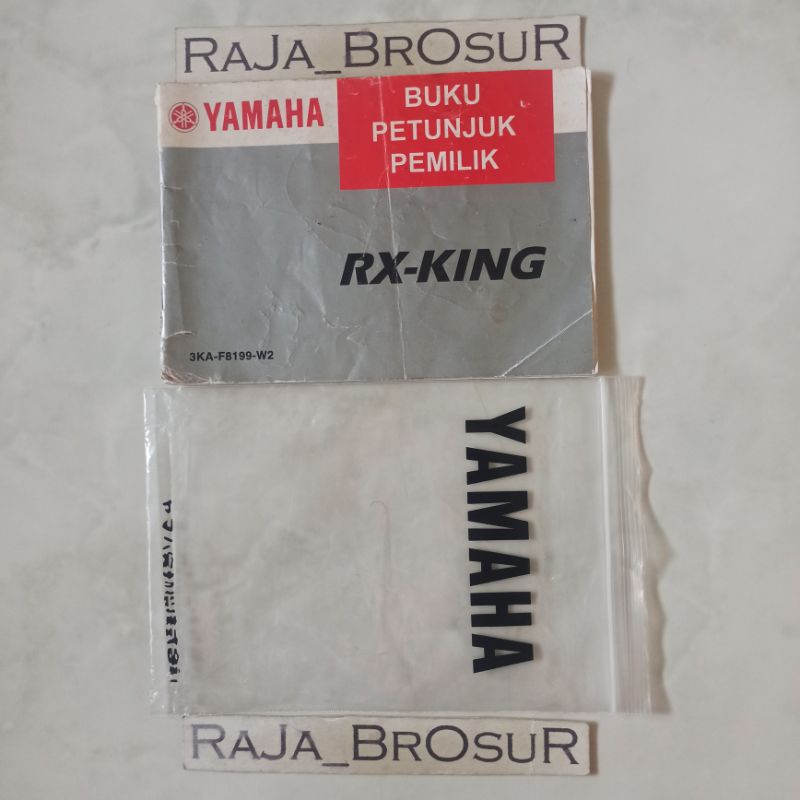 RAJA_BROSUR
YAMAHA
BUKU
PETUNJUK
PEMILIK
RX-KING
3KA-F8199-W2
YAMAHA
RAJA_BROSUR